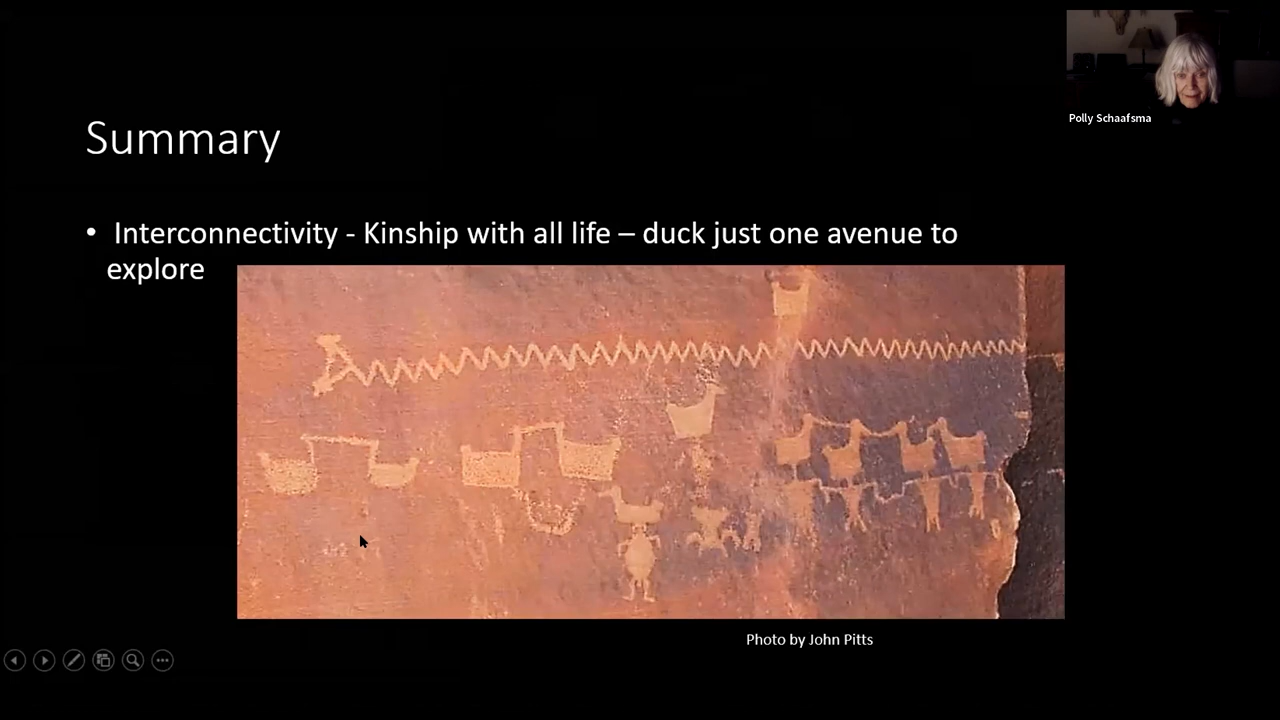 Polly Schaafsma
Summary
• Interconnectivity - Kinship with all life – duck just one avenue to
explore
Photo by John Pitts